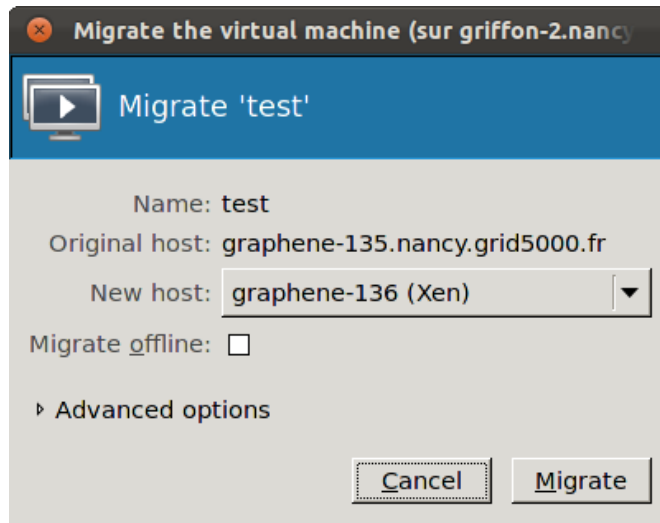 Migrate the virtual machine (sur griffon-2.nancy
Migrate 'test'
Name: test
Original host: graphene-135.nancy.grid5000.fr
New host: graphene-136 (Xen)
Migrate offline:
Advanced options
Cancel Migrate